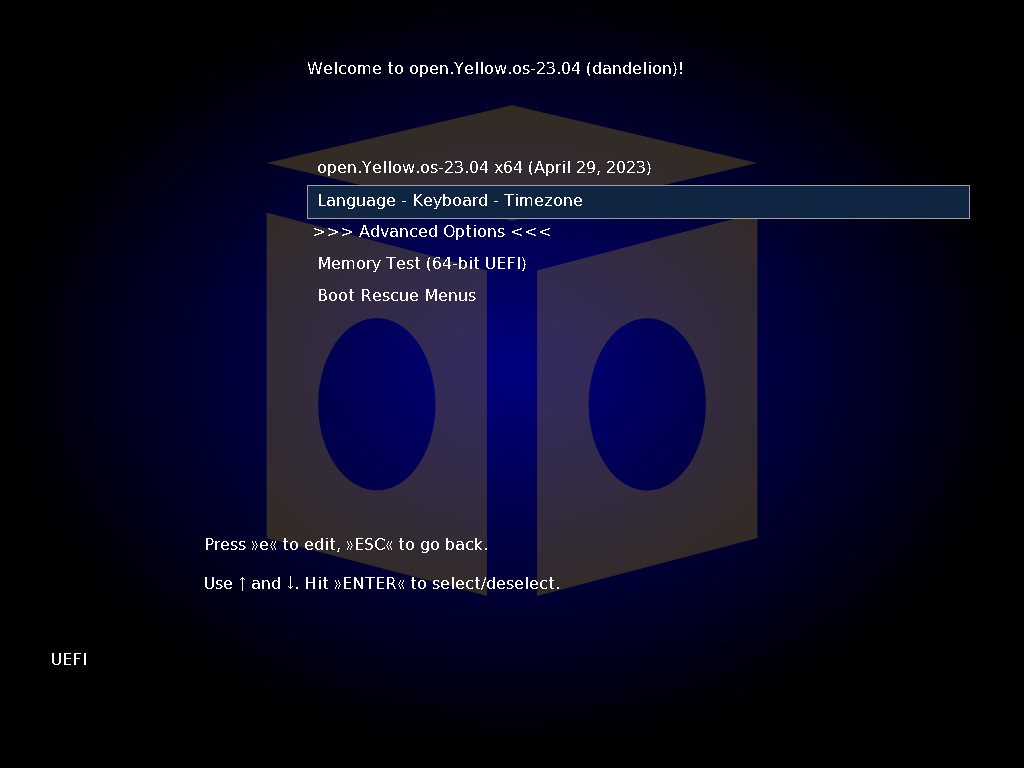 Welcome to open.Yellow.os-23.04 (dandelion)!
open.Yellow.os-23.04 x64 (April 29, 2023)
Language - Keyboard - Timezone
>>> Advanced Options <<<
Memory Test (64-bit UEFI)
Boot Rescue Menus
Press »e« to edit, »ESC« to go back.
Use ↑ and ↓. Hit »ENTER« to select/deselect.
UEFI